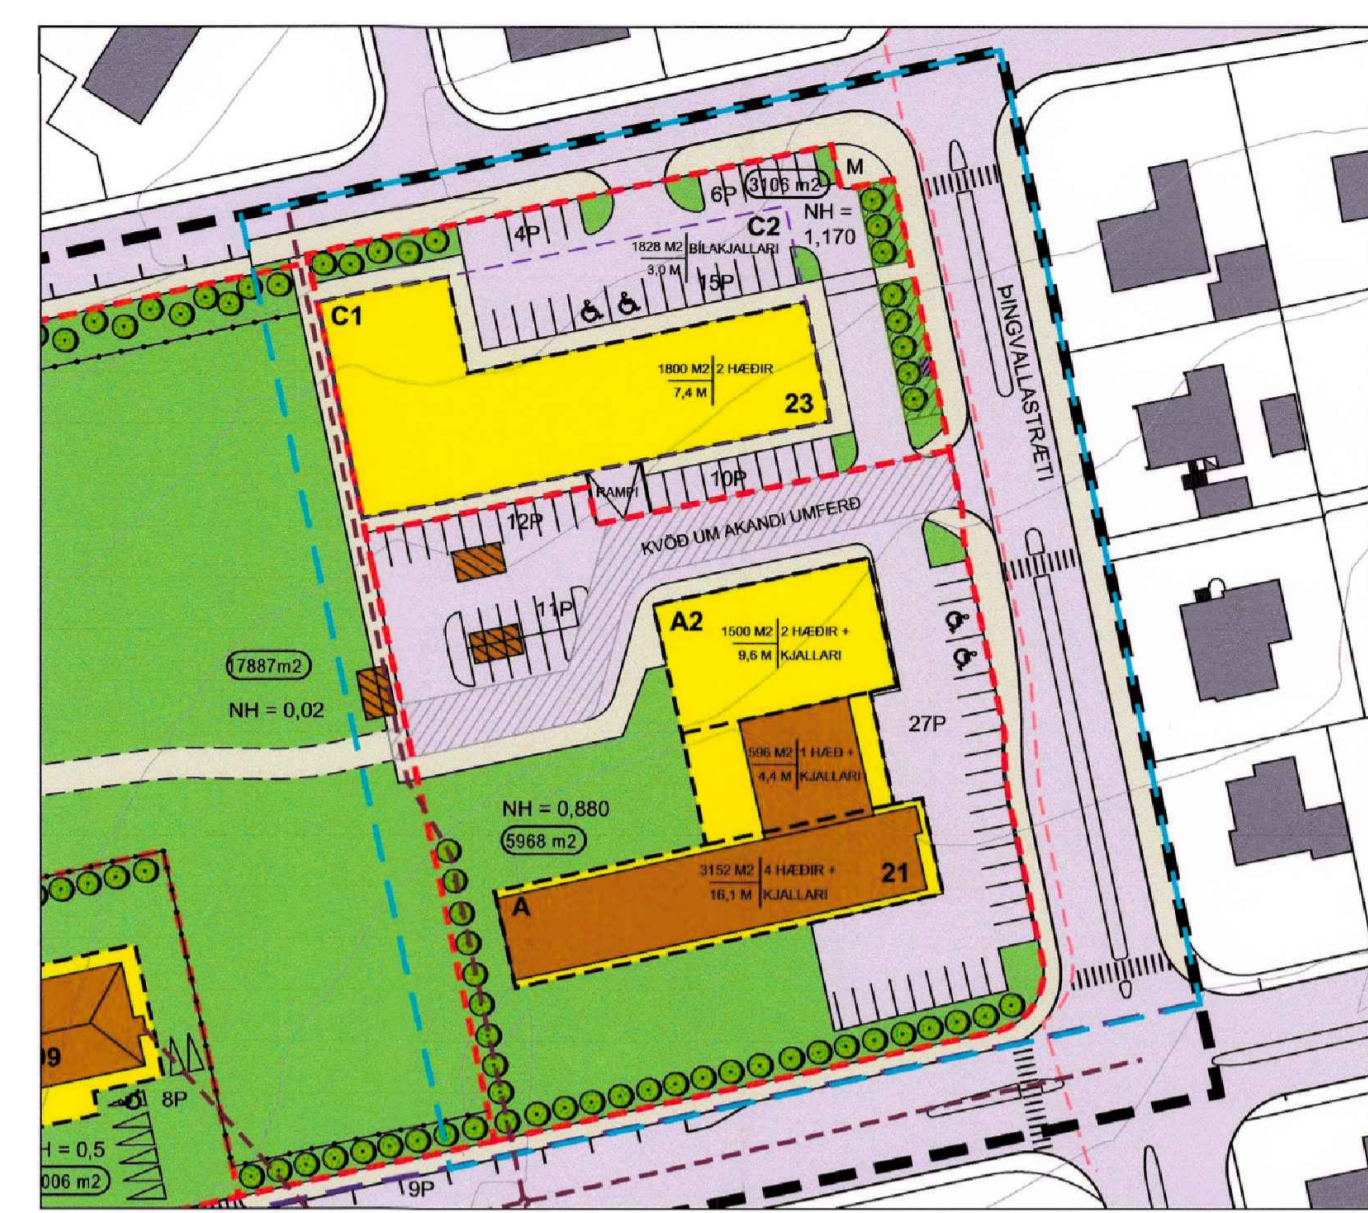 M
6P
3106 m2
4P
C2
NH =
1,170
1828 M2 BÍLAKJALLARI
3,0 M
15P
C1
ÞINGVALLASTRÆTI
1800 M2 2 HÆÐIR
7,4 M
23
RAMPI
10P
12P
KVÖÐ UM AKANDI UMFERÐ
11P
A2
1500 M2 2 HÆÐIR +
9,6 M KJALLARI
17887m2
NH = 0,02
27P
596 M2 1 HÆÐ +
4,4 M KJALLARI
NH = 0,880
5968 m2
3152 M2 4 HÆÐIR +
16,1 M KJALLARI
21
A
99
8P
H = 0,5
006 m2
9P